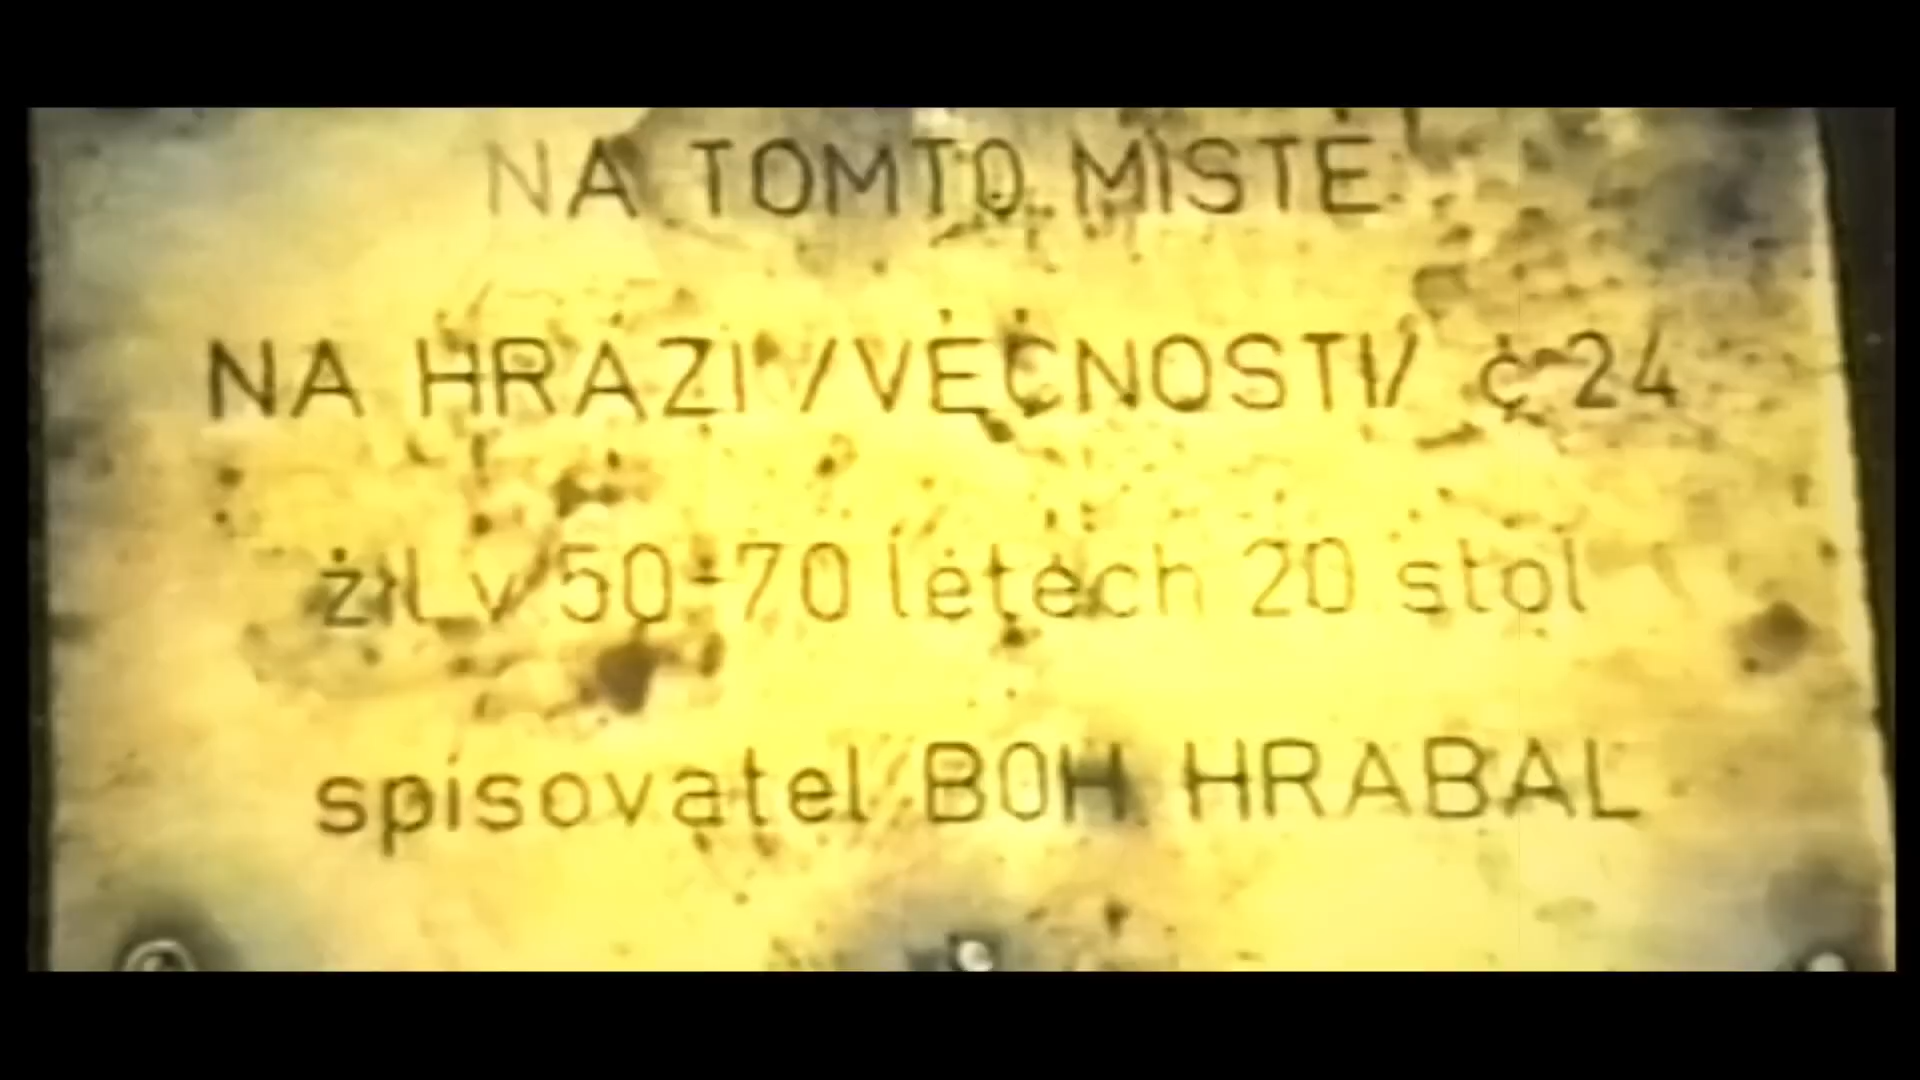 NA TOMTO MÍSTĚ
NA HRÁZI /VĚČNOSTI/ č 24
žil v 50-70 letech 20 stol
spisovatel BOH HRABAL